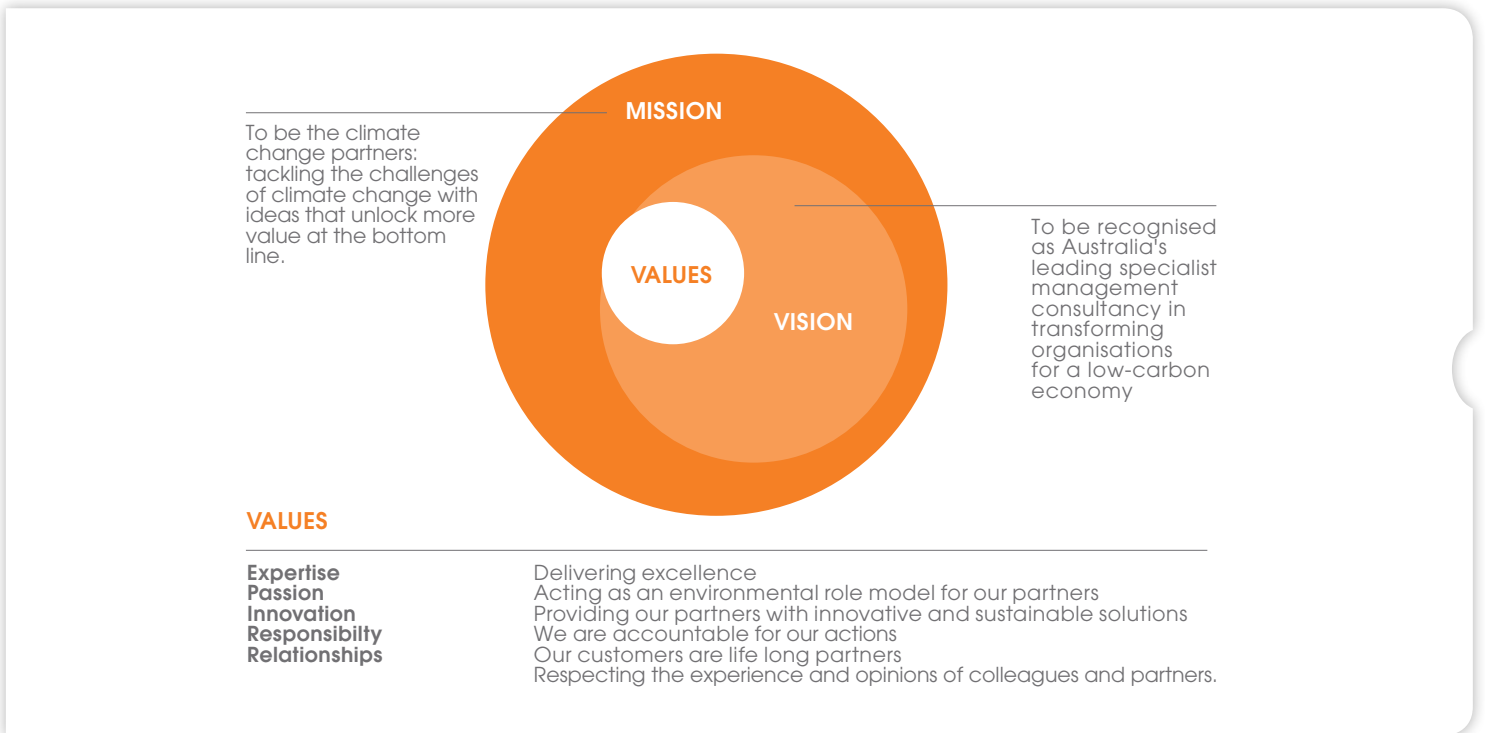 MISSION
To be the climate
change partners:
tackling the challenges
of climate change with
ideas that unlock more
value at the bottom
line.
VALUES
VISION
To be recognised
as Australia's
leading specialist
management
consultancy in
transforming
organisations
for a low-carbon
economy
VALUES
Expertise Delivering excellence
Passion Acting as an environmental role model for our partners
Innovation Providing our partners with innovative and sustainable solutions
Responsibilty We are accountable for our actions
Relationships Our customers are life long partners
Respecting the experience and opinions of colleagues and partners.